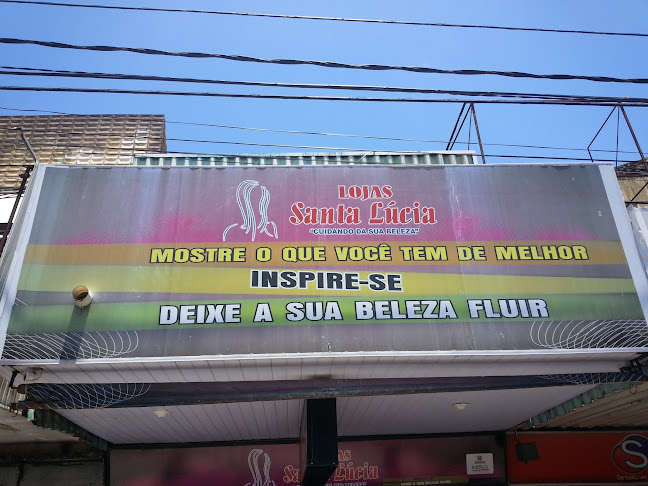 LOJAS
Santa Lúcia
"CUIDANDO DA SUA BELEZA"
MOSTRE O QUE VOCÊ TEM DE MELHOR
INSPIRE-SE
DEIXE A SUA BELEZA FLUIR
LOJAS
Santa Lúcia